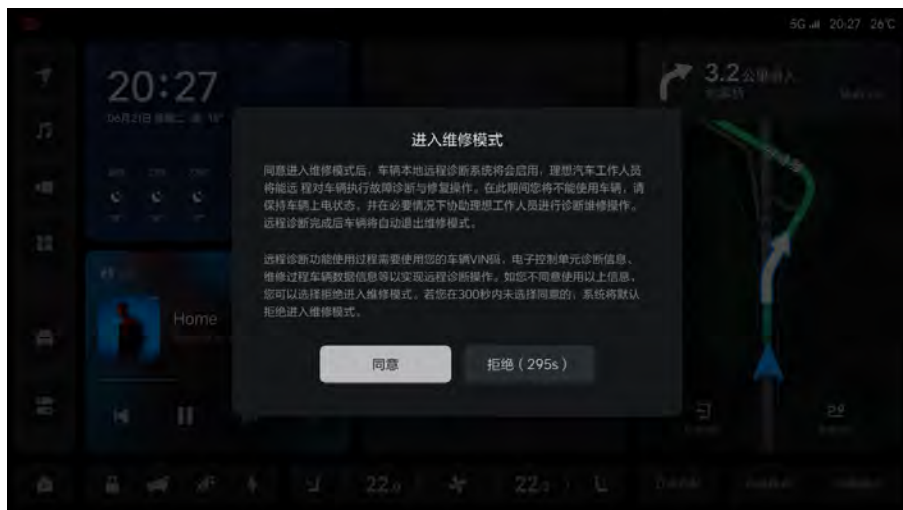 5G 20:27 26℃
20:27
3.2公里
进入维修模式
同意进入维修模式后,车辆本地远程诊断系统将会启用,理想汽车工作人员
将能远 程对车辆执行故障诊断与修复操作。在此期间您将不能使用车辆,请
保持车辆上电状态,并在必要情况下协助理想工作人员进行诊断维修操作。
远程诊断完成后车辆将自动退出维修模式。
远程诊断功能使用过程需要使用您的车辆VIN码、电子控制单元诊断信息、
维修过程车辆数据信息等以实现远程诊断操作。如您不同意使用以上信息,
您可以选择拒绝进入维修模式。若您在300秒内未选择同意的,系统将默认
拒绝进入维修模式。
Home
同意
拒绝(295s)
22.0
22.0